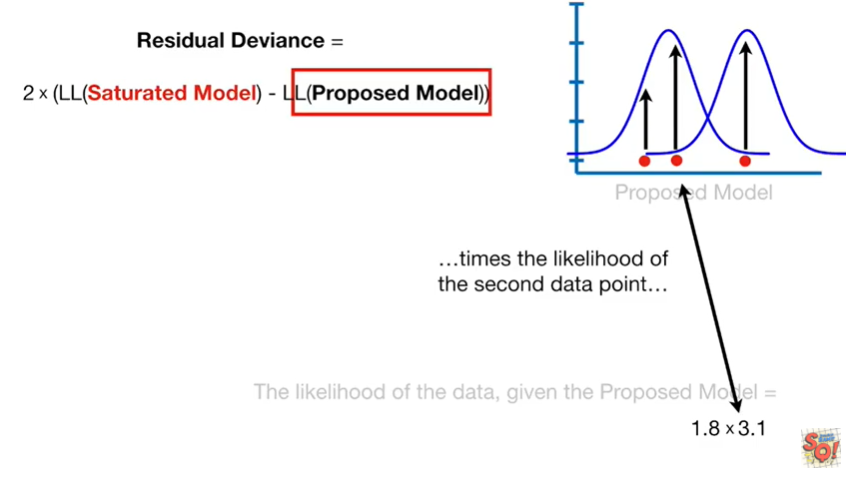 Residual Deviance =
2 × (LL(Saturated Model) - LL(Proposed Model))
Proposed Model
…times the likelihood of
the second data point…
The likelihood of the data, given the Proposed Model =
1.8 x 3.1
SQ!